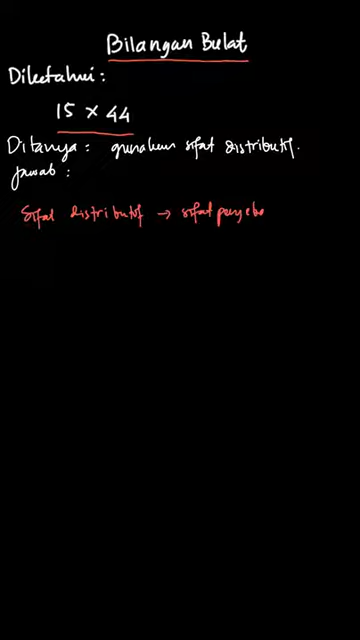 Bilangan Bulat
Diketahui :
15 × 44
Ditanya : gunakan sifat distributif.
Jawab :
Sifat distributif → sifat penyeba